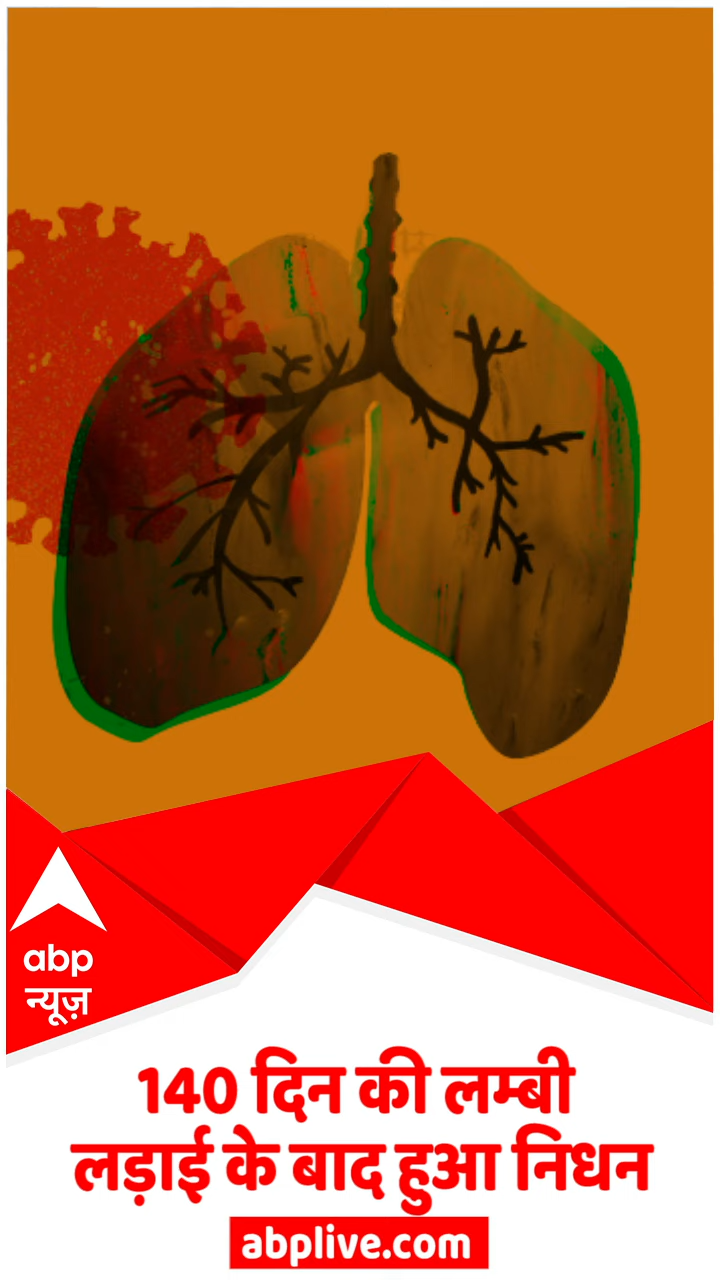 abp
न्यूज़
140 दिन की लम्बी
लड़ाई के बाद हुआ निधन
abplive.com